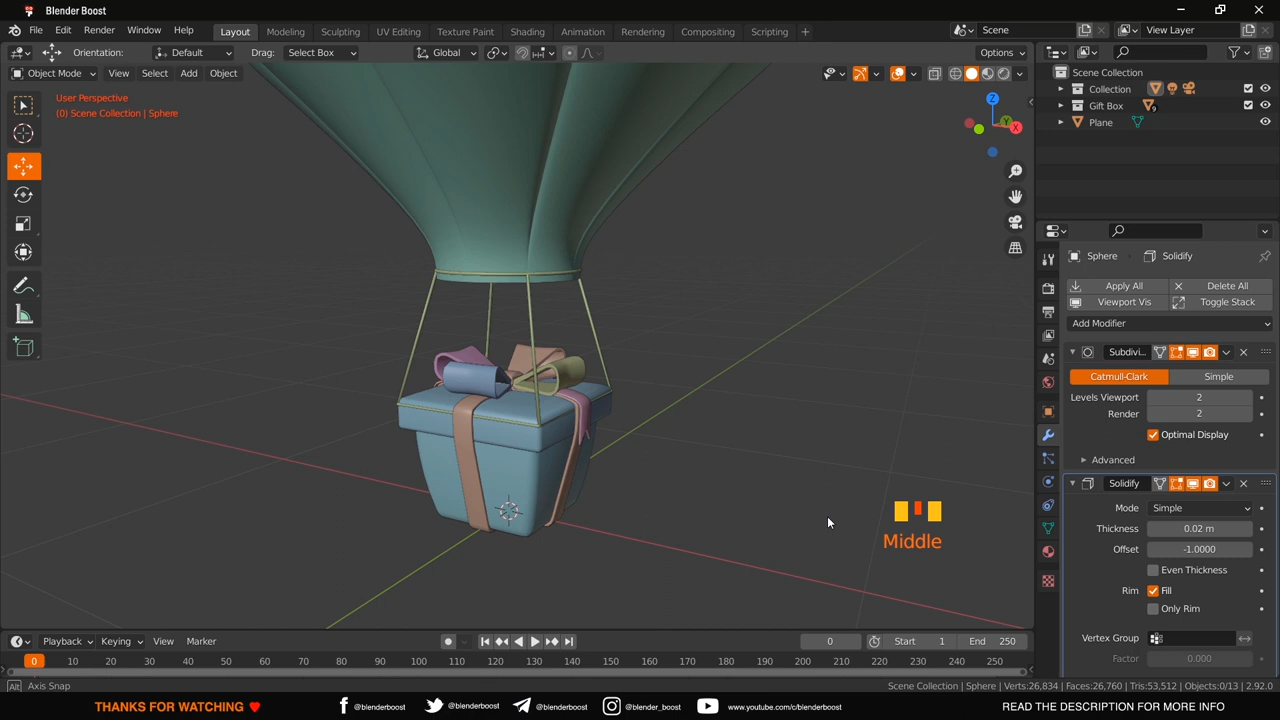 Blender Boost
File Edit Render Window Help Layout Modeling Sculpting UV Editing Texture Paint Shading Animation Rendering Compositing Scripting + Scene View Layer
Orientation: Default Drag: Select Box Global Options
Object Mode View Select Add Object
User Perspective
(0) Scene Collection | Sphere
Z
Y
X
Scene Collection
Collection
Gift Box 9
Plane
Sphere Solidify
Apply All Delete All
Viewport Vis Toggle Stack
Add Modifier
Subdivi...
Catmull-Clark Simple
Levels Viewport 2
Render 2
Optimal Display
Advanced
Solidify
Mode Simple
Thickness 0.02 m
Offset -1.0000
Even Thickness
Rim Fill
Only Rim
Vertex Group
Factor 0.000
Middle
Playback Keying View Marker 0 Start 1 End 250
0 10 20 30 40 50 60 70 80 90 100 110 120 130 140 150 160 170 180 190 200 210 220 230 240 250
Alt Axis Snap Scene Collection | Sphere | Verts:26,834 | Faces:26,760 | Tris:53,512 | Objects:0/13 | 2.92.0
THANKS FOR WATCHING @blenderboost @blenderboost @blenderboost @blender_boost www.youtube.com/c/blenderboost READ THE DESCRIPTION FOR MORE INFO